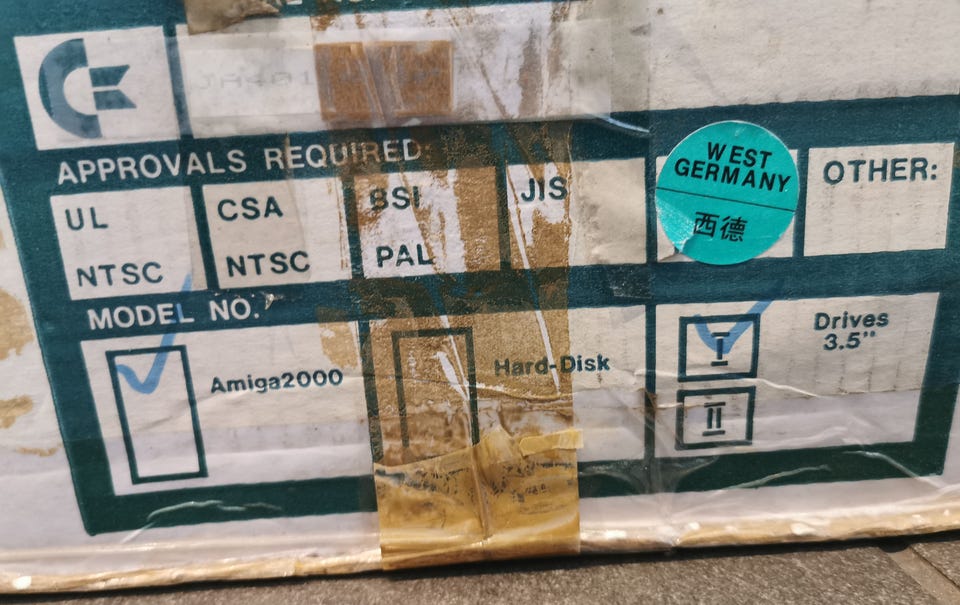 APPROVALS REQUIRED:
UL
NTSC
CSA
NTSC
BSI
PAL
JIS
WEST
GERMANY
西德
OTHER:
MODEL NO.
Amiga2000
Hard-Disk
I
II
Drives
3.5"